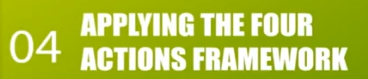 04 APPLYING THE FOUR
ACTIONS FRAMEWORK